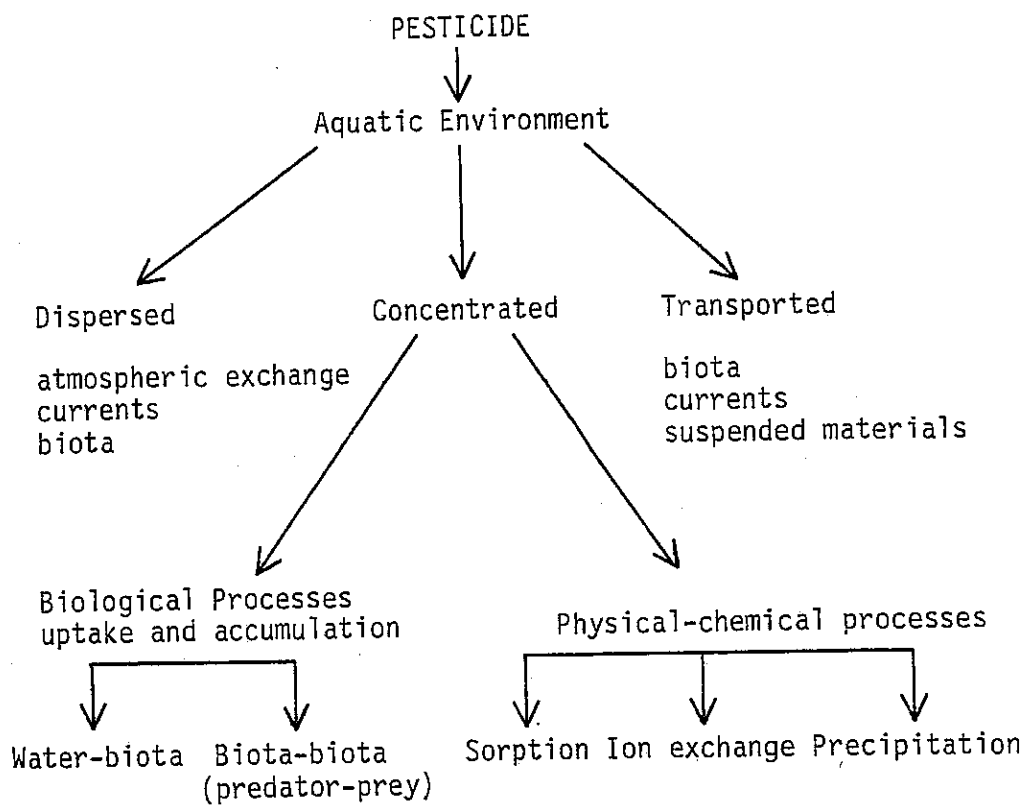 PESTICIDE
Aquatic Environment
Dispersed
atmospheric exchange
currents
biota
Concentrated
Transported
biota
currents
suspended materials
Biological Processes
uptake and accumulation
Water-biota
Biota-biota
(predator-prey)
Physical-chemical processes
Sorption
Ion exchange
Precipitation